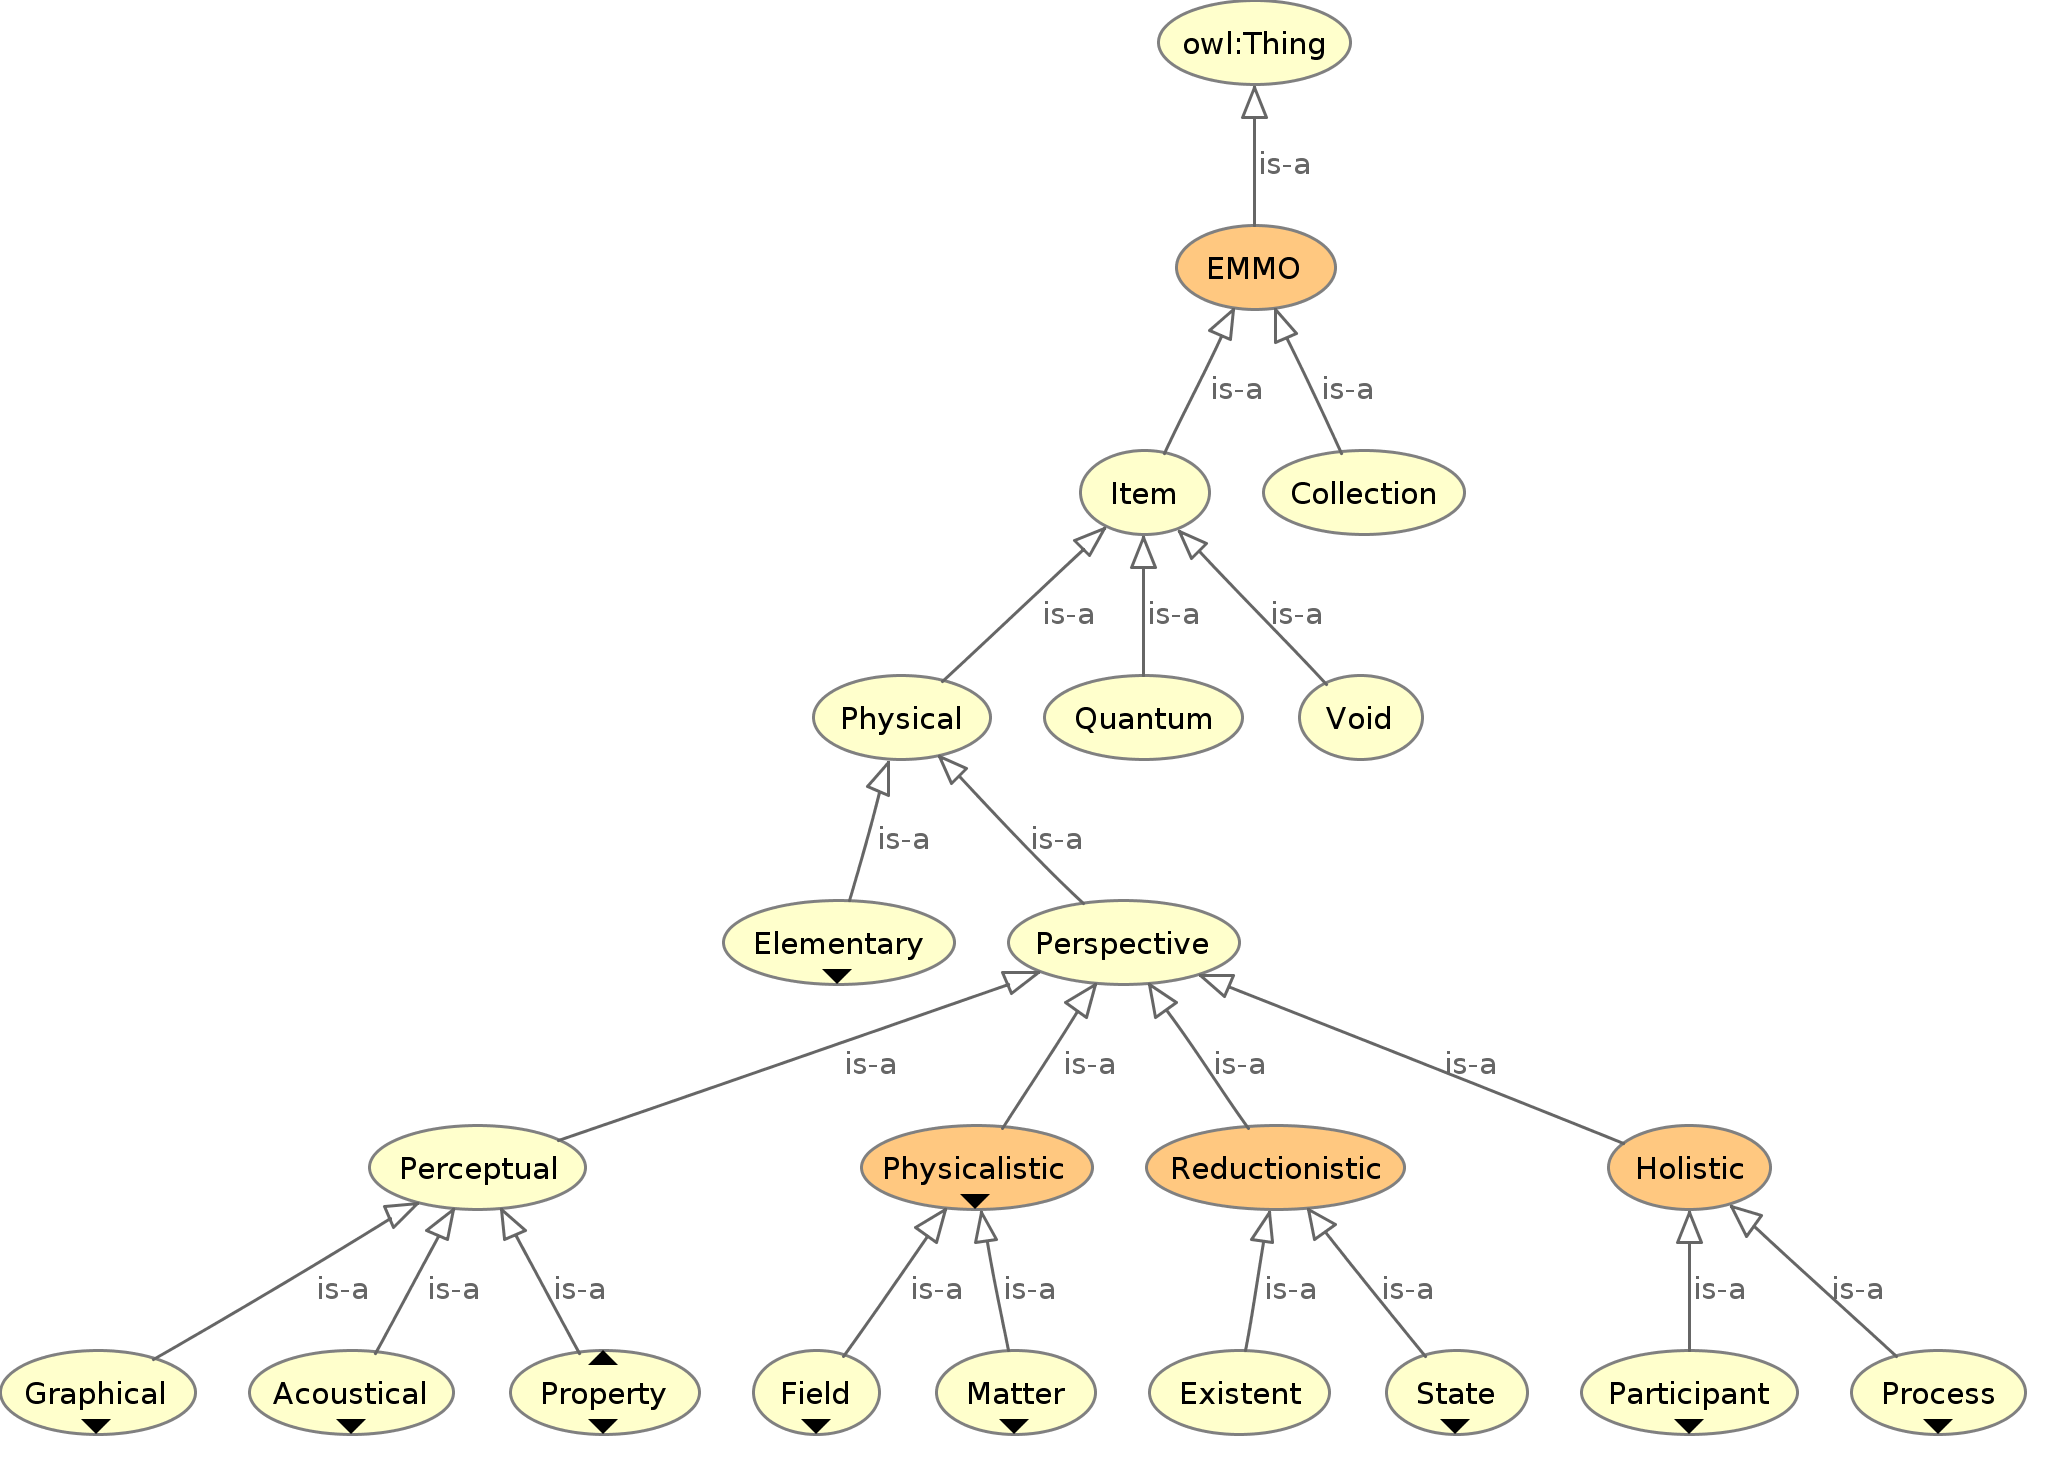 owl:Thing
is-a
EMMO
is-a
is-a
Item
Collection
is-a
is-a
is-a
Physical
Quantum
Void
is-a
is-a
Elementary
Perspective
is-a
is-a
is-a
is-a
Perceptual
Physicalistic
Reductionistic
Holistic
is-a
is-a
is-a
is-a
is-a
is-a
is-a
is-a
is-a
Graphical
Acoustical
Property
Field
Matter
Existent
State
Participant
Process